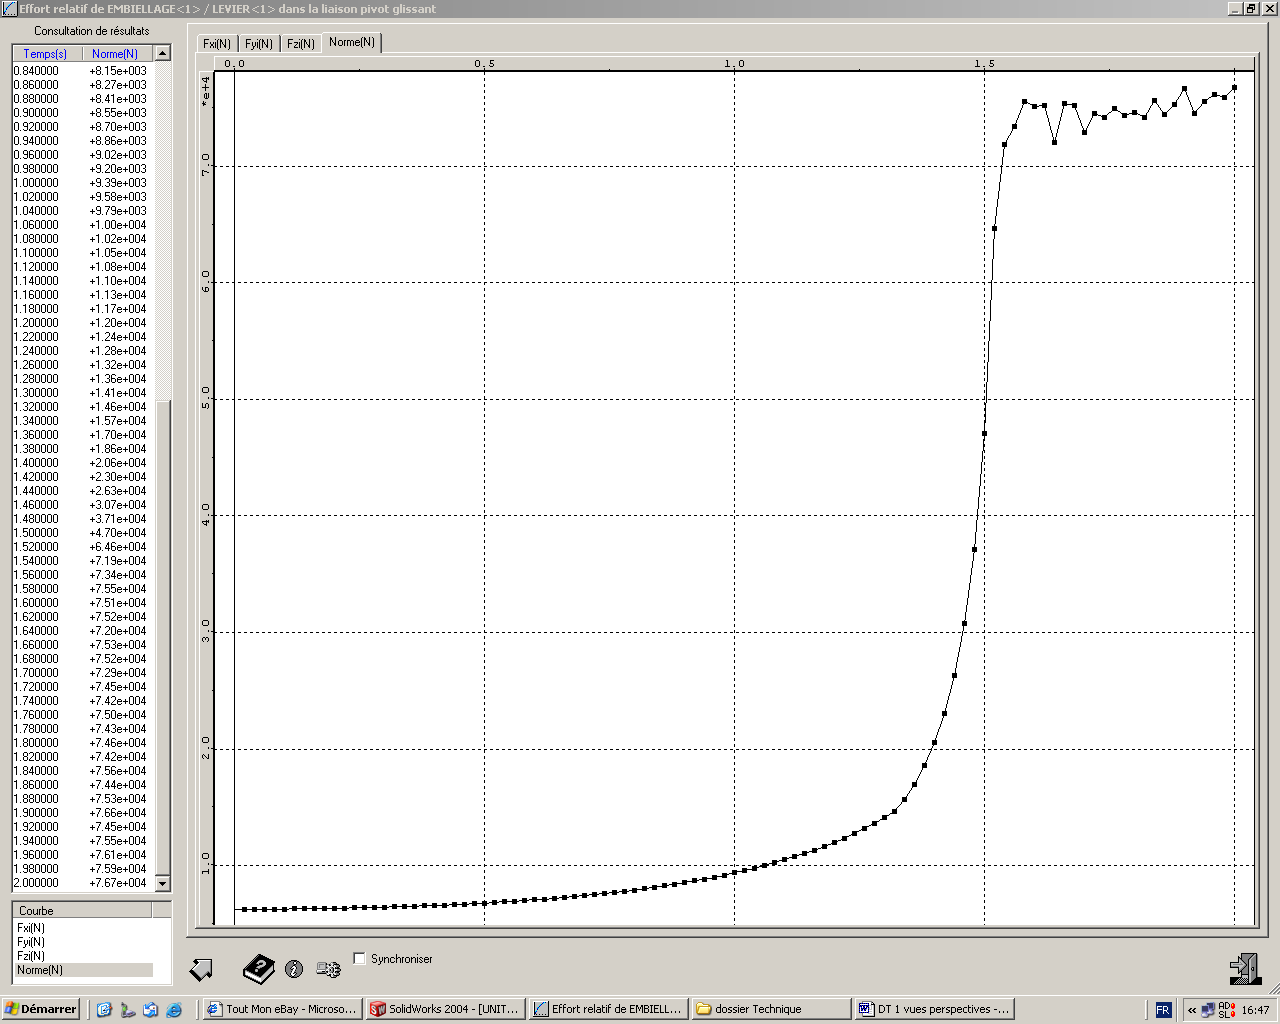 Effort relatif de EMBIELLAGE<1> / LEVIER<1> dans la liaison pivot glissant
Consultation de résultats
Temps(s) Norme(N)
0.840000 +8.15e+003
0.860000 +8.27e+003
0.880000 +8.41e+003
0.900000 +8.55e+003
0.920000 +8.70e+003
0.940000 +8.86e+003
0.960000 +9.02e+003
0.980000 +9.20e+003
1.000000 +9.39e+003
1.020000 +9.58e+003
1.040000 +9.79e+003
1.060000 +1.00e+004
1.080000 +1.02e+004
1.100000 +1.05e+004
1.120000 +1.08e+004
1.140000 +1.10e+004
1.160000 +1.13e+004
1.180000 +1.17e+004
1.200000 +1.20e+004
1.220000 +1.24e+004
1.240000 +1.28e+004
1.260000 +1.32e+004
1.280000 +1.36e+004
1.300000 +1.41e+004
1.320000 +1.46e+004
1.340000 +1.57e+004
1.360000 +1.70e+004
1.380000 +1.86e+004
1.400000 +2.06e+004
1.420000 +2.30e+004
1.440000 +2.63e+004
1.460000 +3.07e+004
1.480000 +3.71e+004
1.500000 +4.70e+004
1.520000 +6.46e+004
1.540000 +7.19e+004
1.560000 +7.34e+004
1.580000 +7.55e+004
1.600000 +7.51e+004
1.620000 +7.52e+004
1.640000 +7.20e+004
1.660000 +7.53e+004
1.680000 +7.52e+004
1.700000 +7.29e+004
1.720000 +7.45e+004
1.740000 +7.42e+004
1.760000 +7.50e+004
1.780000 +7.43e+004
1.800000 +7.46e+004
1.820000 +7.42e+004
1.840000 +7.56e+004
1.860000 +7.44e+004
1.880000 +7.53e+004
1.900000 +7.66e+004
1.920000 +7.45e+004
1.940000 +7.55e+004
1.960000 +7.61e+004
1.980000 +7.59e+004
2.000000 +7.67e+004
Courbe
Fxi(N)
Fyi(N)
Fzi(N)
Norme(N)
Fxi(N) Fyi(N) Fzi(N) Norme(N)
0.0 0.5 1.0 1.5
*e+4
7.0
6.0
5.0
4.0
3.0
2.0
1.0
Synchroniser
Démarrer Tout Mon eBay - Microso... SolidWorks 2004 - [UNIT... Effort relatif de EMBIELL... dossier Technique DT 1 vues perspectives -... FR « AD SL 16:47